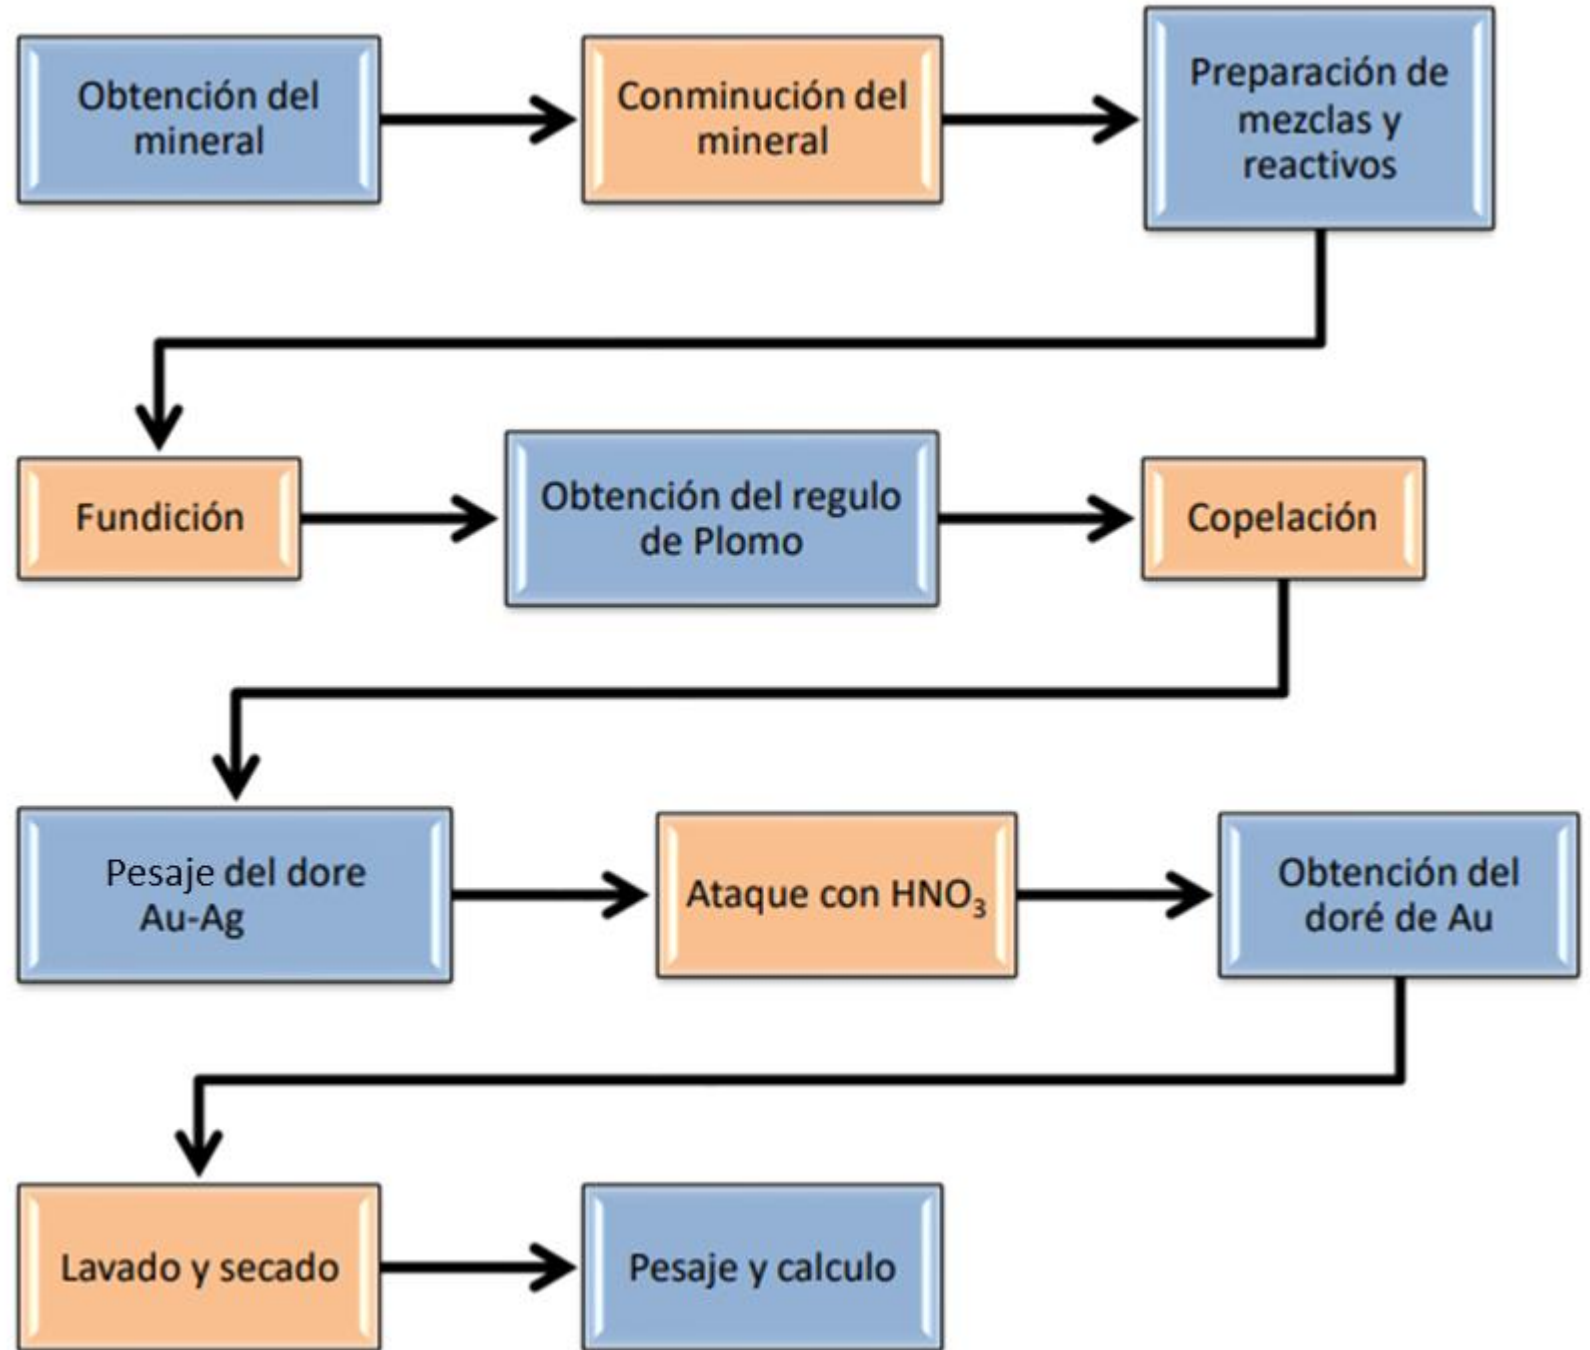 Obtención del
mineral
Conminución del
mineral
Preparación de
mezclas y
reactivos
Fundición
Obtención del regulo
de Plomo
Copelación
Pesaje del dore
Au-Ag
Ataque con HNO₃
Obtención del
doré de Au
Lavado y secado
Pesaje y calculo